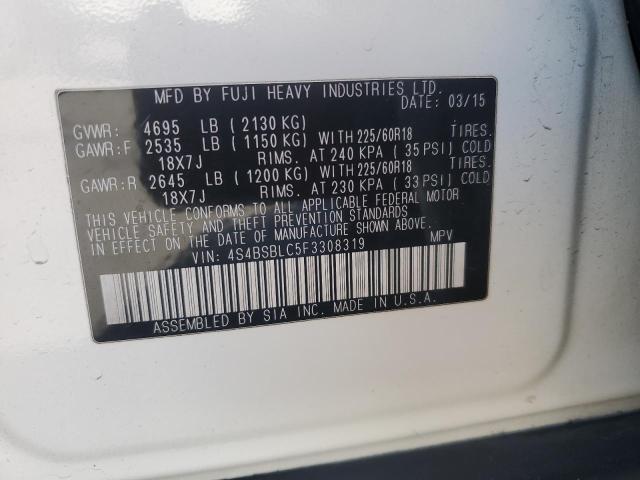 MFD BY FUJI HEAVY INDUSTRIES LTD.
DATE: 03/15
GVWR: 4695 LB (2130 KG)
GAWR:F 2535 LB (1150 KG) WITH 225/60R18 TIRES.
18X7J RIMS. AT 240 KPA (35 PSI) COLD
GAWR:R 2645 LB (1200 KG) WITH 225/60R18 TIRES.
18X7J RIMS. AT 230 KPA (33 PSI) COLD
THIS VEHICLE CONFORMS TO ALL APPLICABLE FEDERAL MOTOR
VEHICLE SAFETY AND THEFT PREVENTION STANDARDS
IN EFFECT ON THE DATE OF MANUFACTURE SHOWN ABOVE.
VIN: 4S4BSBLC5F3308319 MPV
ASSEMBLED BY SIA INC. MADE IN U.S.A.